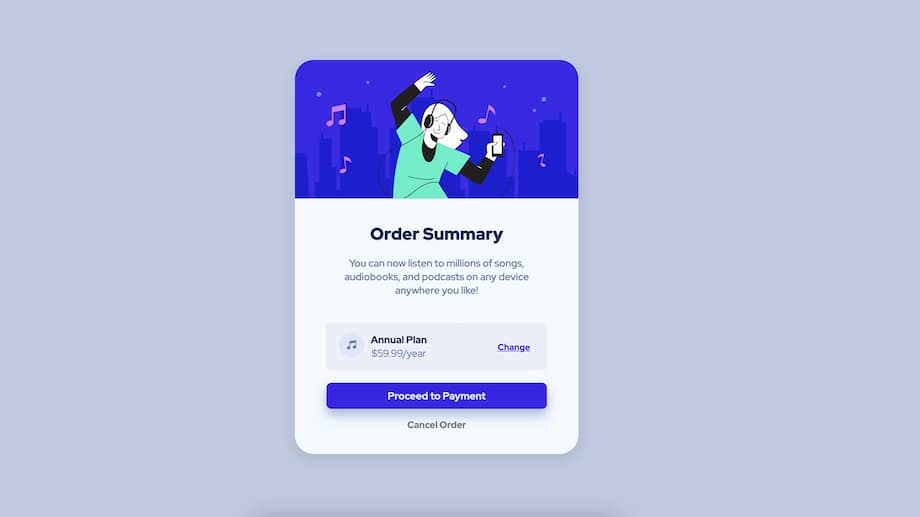 Order Summary
You can now listen to millions of songs,
audiobooks, and podcasts on any device
anywhere you like!
Annual Plan
$59.99/year
Change
Proceed to Payment
Cancel Order